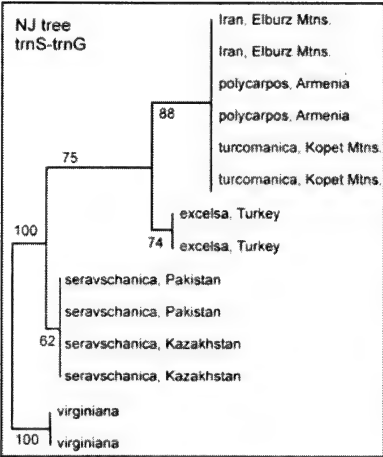 NJ tree
trnS-trnG
Iran, Elburz Mtns.
Iran, Elburz Mtns.
polycarpos, Armenia
88
polycarpos, Armenia
turcomanica, Kopet Mtns.
75
turcomanica, Kopet Mtns.
excelsa, Turkey
100
74
excelsa, Turkey
seravschanica, Pakistan
seravschanica, Pakistan
62
seravschanica, Kazakhstan
seravschanica, Kazakhstan
virginiana
100
virginiana